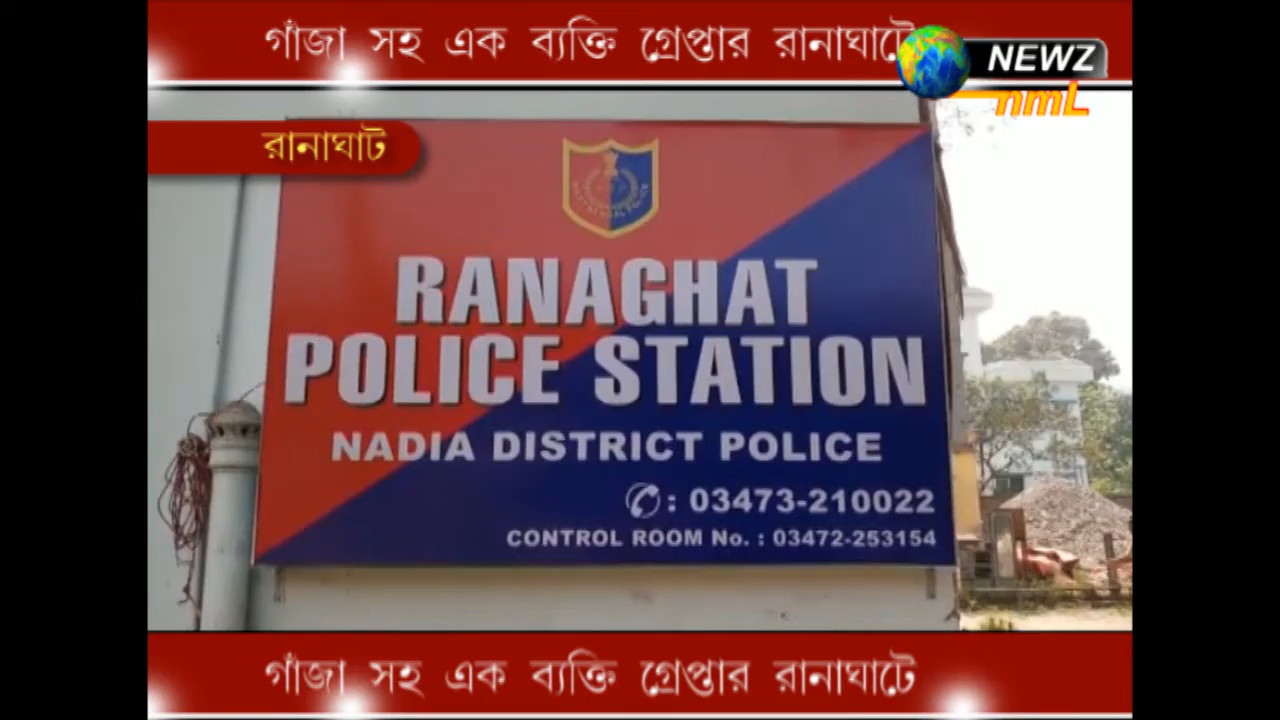 গাঁজা সহ এক ব্যক্তি গ্রেপ্তার রানাঘাটে
NEWZ
nmL
রানাঘাট
RANAGHAT
POLICE STATION
NADIA DISTRICT POLICE
✆: 03473-210022
CONTROL ROOM No. : 03472-253154
গাঁজা সহ এক ব্যক্তি গ্রেপ্তার রানাঘাটে